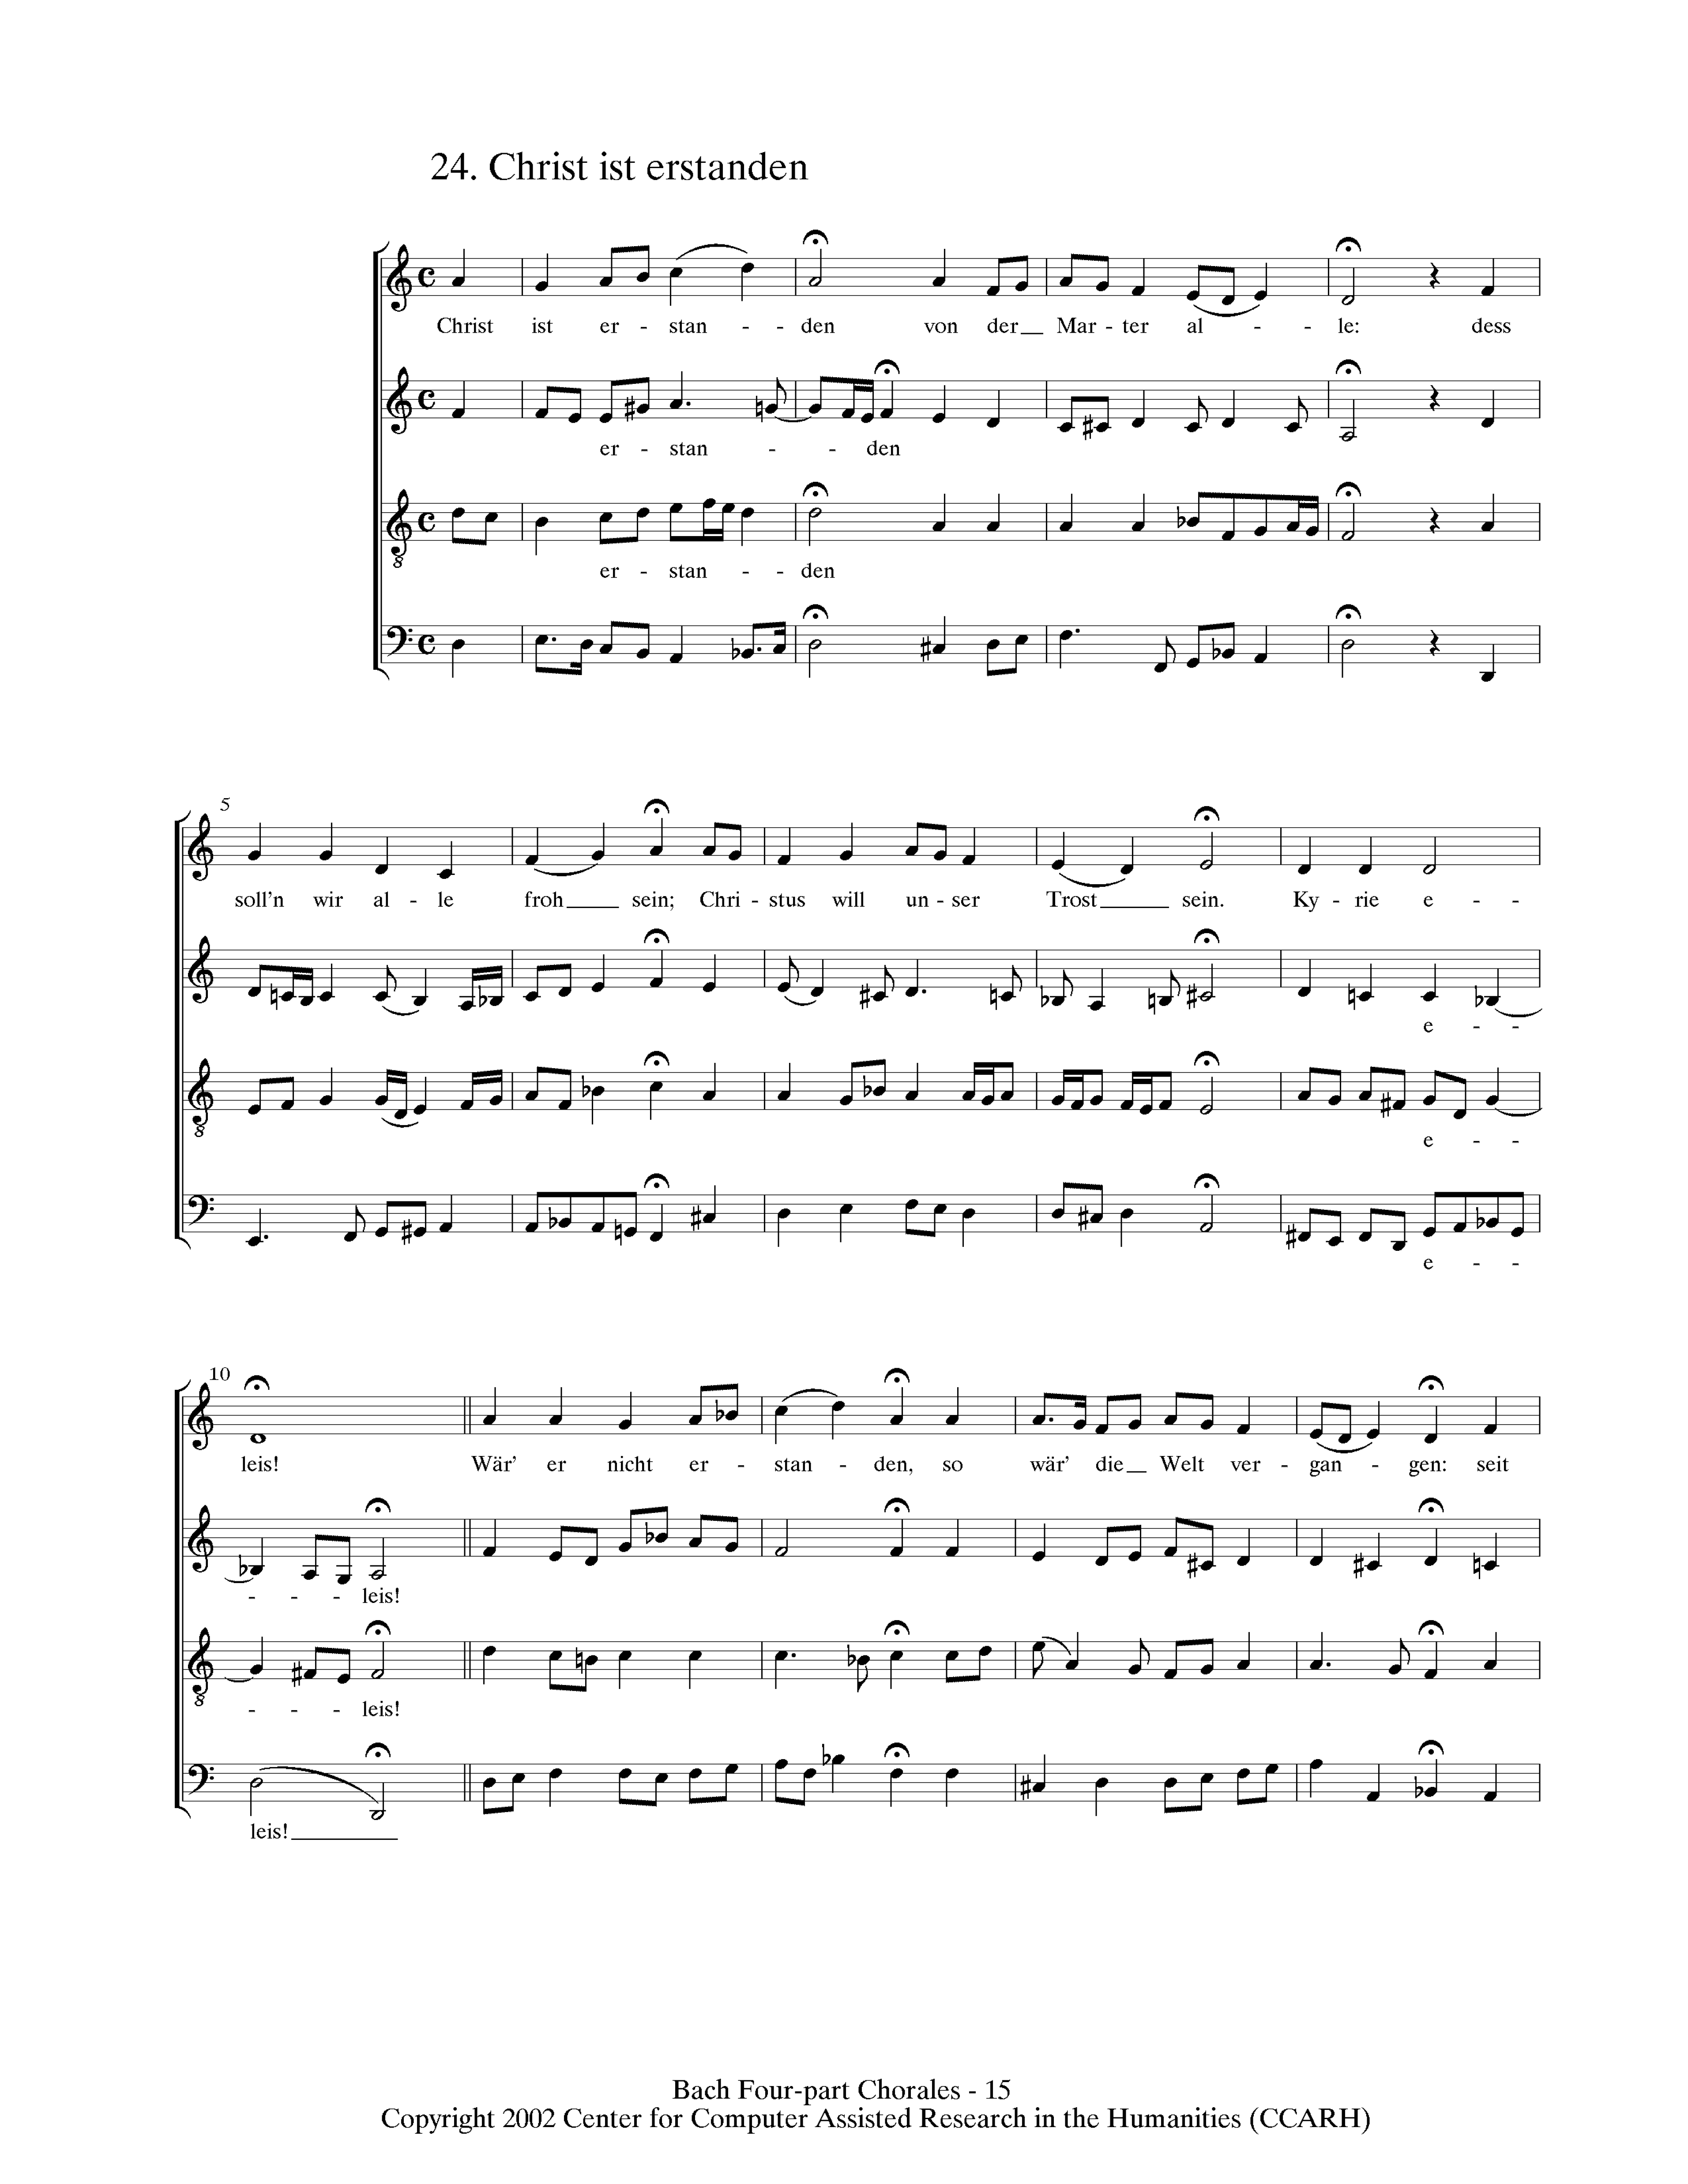 24. Christ ist erstanden
Christ ist er - stan - - den von der Mar - ter al - - le: dess
er - stan - - den
er - stan - - den
5
soll'n wir al - le froh sein; Chri - stus will un - ser Trost sein. Ky - rie e - -
e - -
e - -
e - -
10
leis! Wär' er nicht er - stan - den, so wär' die Welt ver - gan - gen: seit
- - - leis!
- - - leis!
leis!
Bach Four-part Chorales - 15
Copyright 2002 Center for Computer Assisted Research in the Humanities (CCARH)